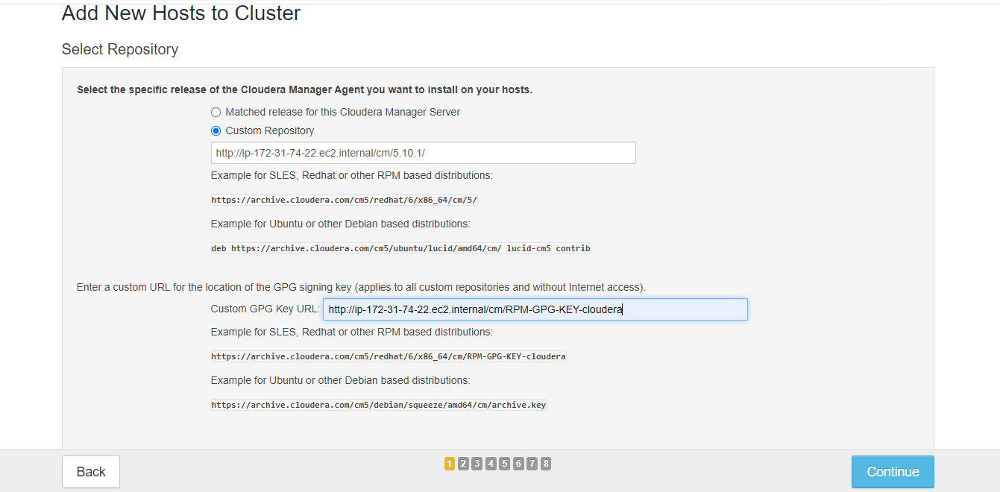 Add New Hosts to Cluster
Select Repository
Select the specific release of the Cloudera Manager Agent you want to install on your hosts.
Matched release for this Cloudera Manager Server
Custom Repository
http://ip-172-31-74-22.ec2.internal/cm/5.10.1/
Example for SLES, Redhat or other RPM based distributions:
https://archive.cloudera.com/cm5/redhat/6/x86_64/cm/5/
Example for Ubuntu or other Debian based distributions:
deb https://archive.cloudera.com/cm5/ubuntu/lucid/amd64/cm/ lucid-cm5 contrib
Enter a custom URL for the location of the GPG signing key (applies to all custom repositories and without Internet access).
Custom GPG Key URL: http://ip-172-31-74-22.ec2.internal/cm/RPM-GPG-KEY-cloudera
Example for SLES, Redhat or other RPM based distributions:
https://archive.cloudera.com/cm5/redhat/6/x86_64/cm/RPM-GPG-KEY-cloudera
Example for Ubuntu or other Debian based distributions:
https://archive.cloudera.com/cm5/debian/squeeze/amd64/cm/archive.key
Back 1 2 3 4 5 6 7 8 Continue